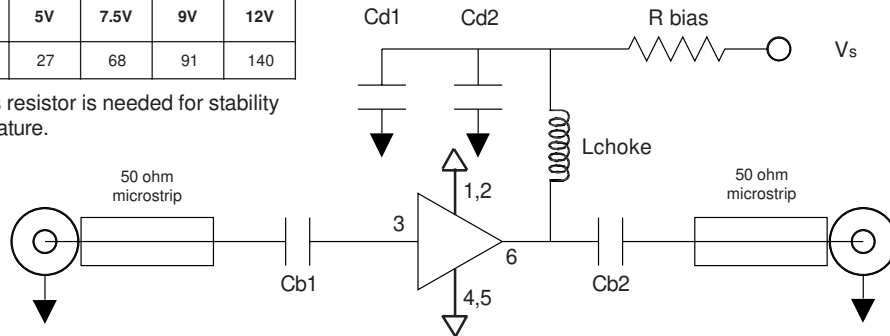 5V 7.5V 9V 12V
27 68 91 140
resistor is needed for stability
Cd1 Cd2 R bias
Vs
Lchoke
50 ohm
microstrip
50 ohm
microstrip
1,2
3
6
Cb1
4,5
Cb2